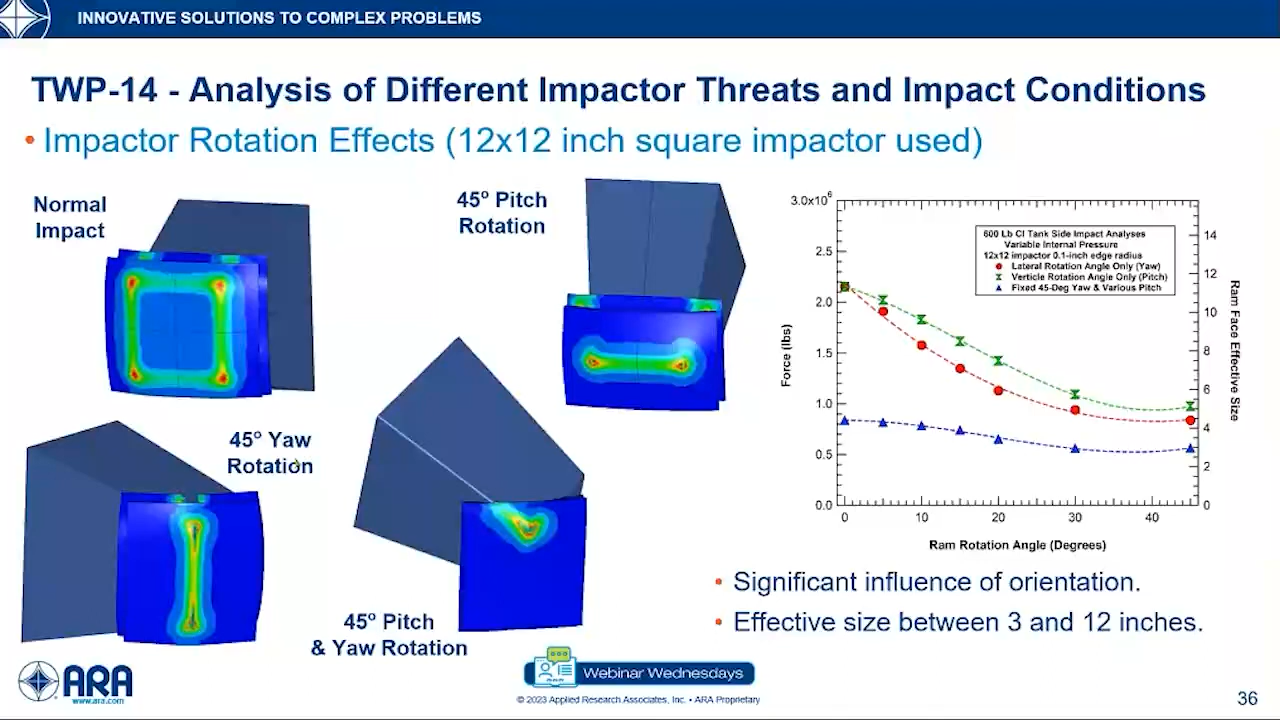 INNOVATIVE SOLUTIONS TO COMPLEX PROBLEMS
TWP-14 - Analysis of Different Impactor Threats and Impact Conditions
• Impactor Rotation Effects (12x12 inch square impactor used)
Normal
Impact
45º Pitch
Rotation
45º Yaw
Rotation
45º Pitch
& Yaw Rotation
3.0x10⁶
2.5
2.0
1.5
1.0
0.5
0.0
Force (lbs)
600 Lb CI Tank Side Impact Analyses
Variable Internal Pressure
12x12 impactor 0.1-inch edge radius
Lateral Rotation Angle Only (Yaw)
Verticle Rotation Angle Only (Pitch)
Fixed 45-Deg Yaw & Various Pitch
14
12
10
8
6
4
2
0
Ram Face Effective Size
0 10 20 30 40
Ram Rotation Angle (Degrees)
• Significant influence of orientation.
• Effective size between 3 and 12 inches.
ARA
www.ara.com
Webinar Wednesdays
© 2023 Applied Research Associates, Inc. • ARA Proprietary
36